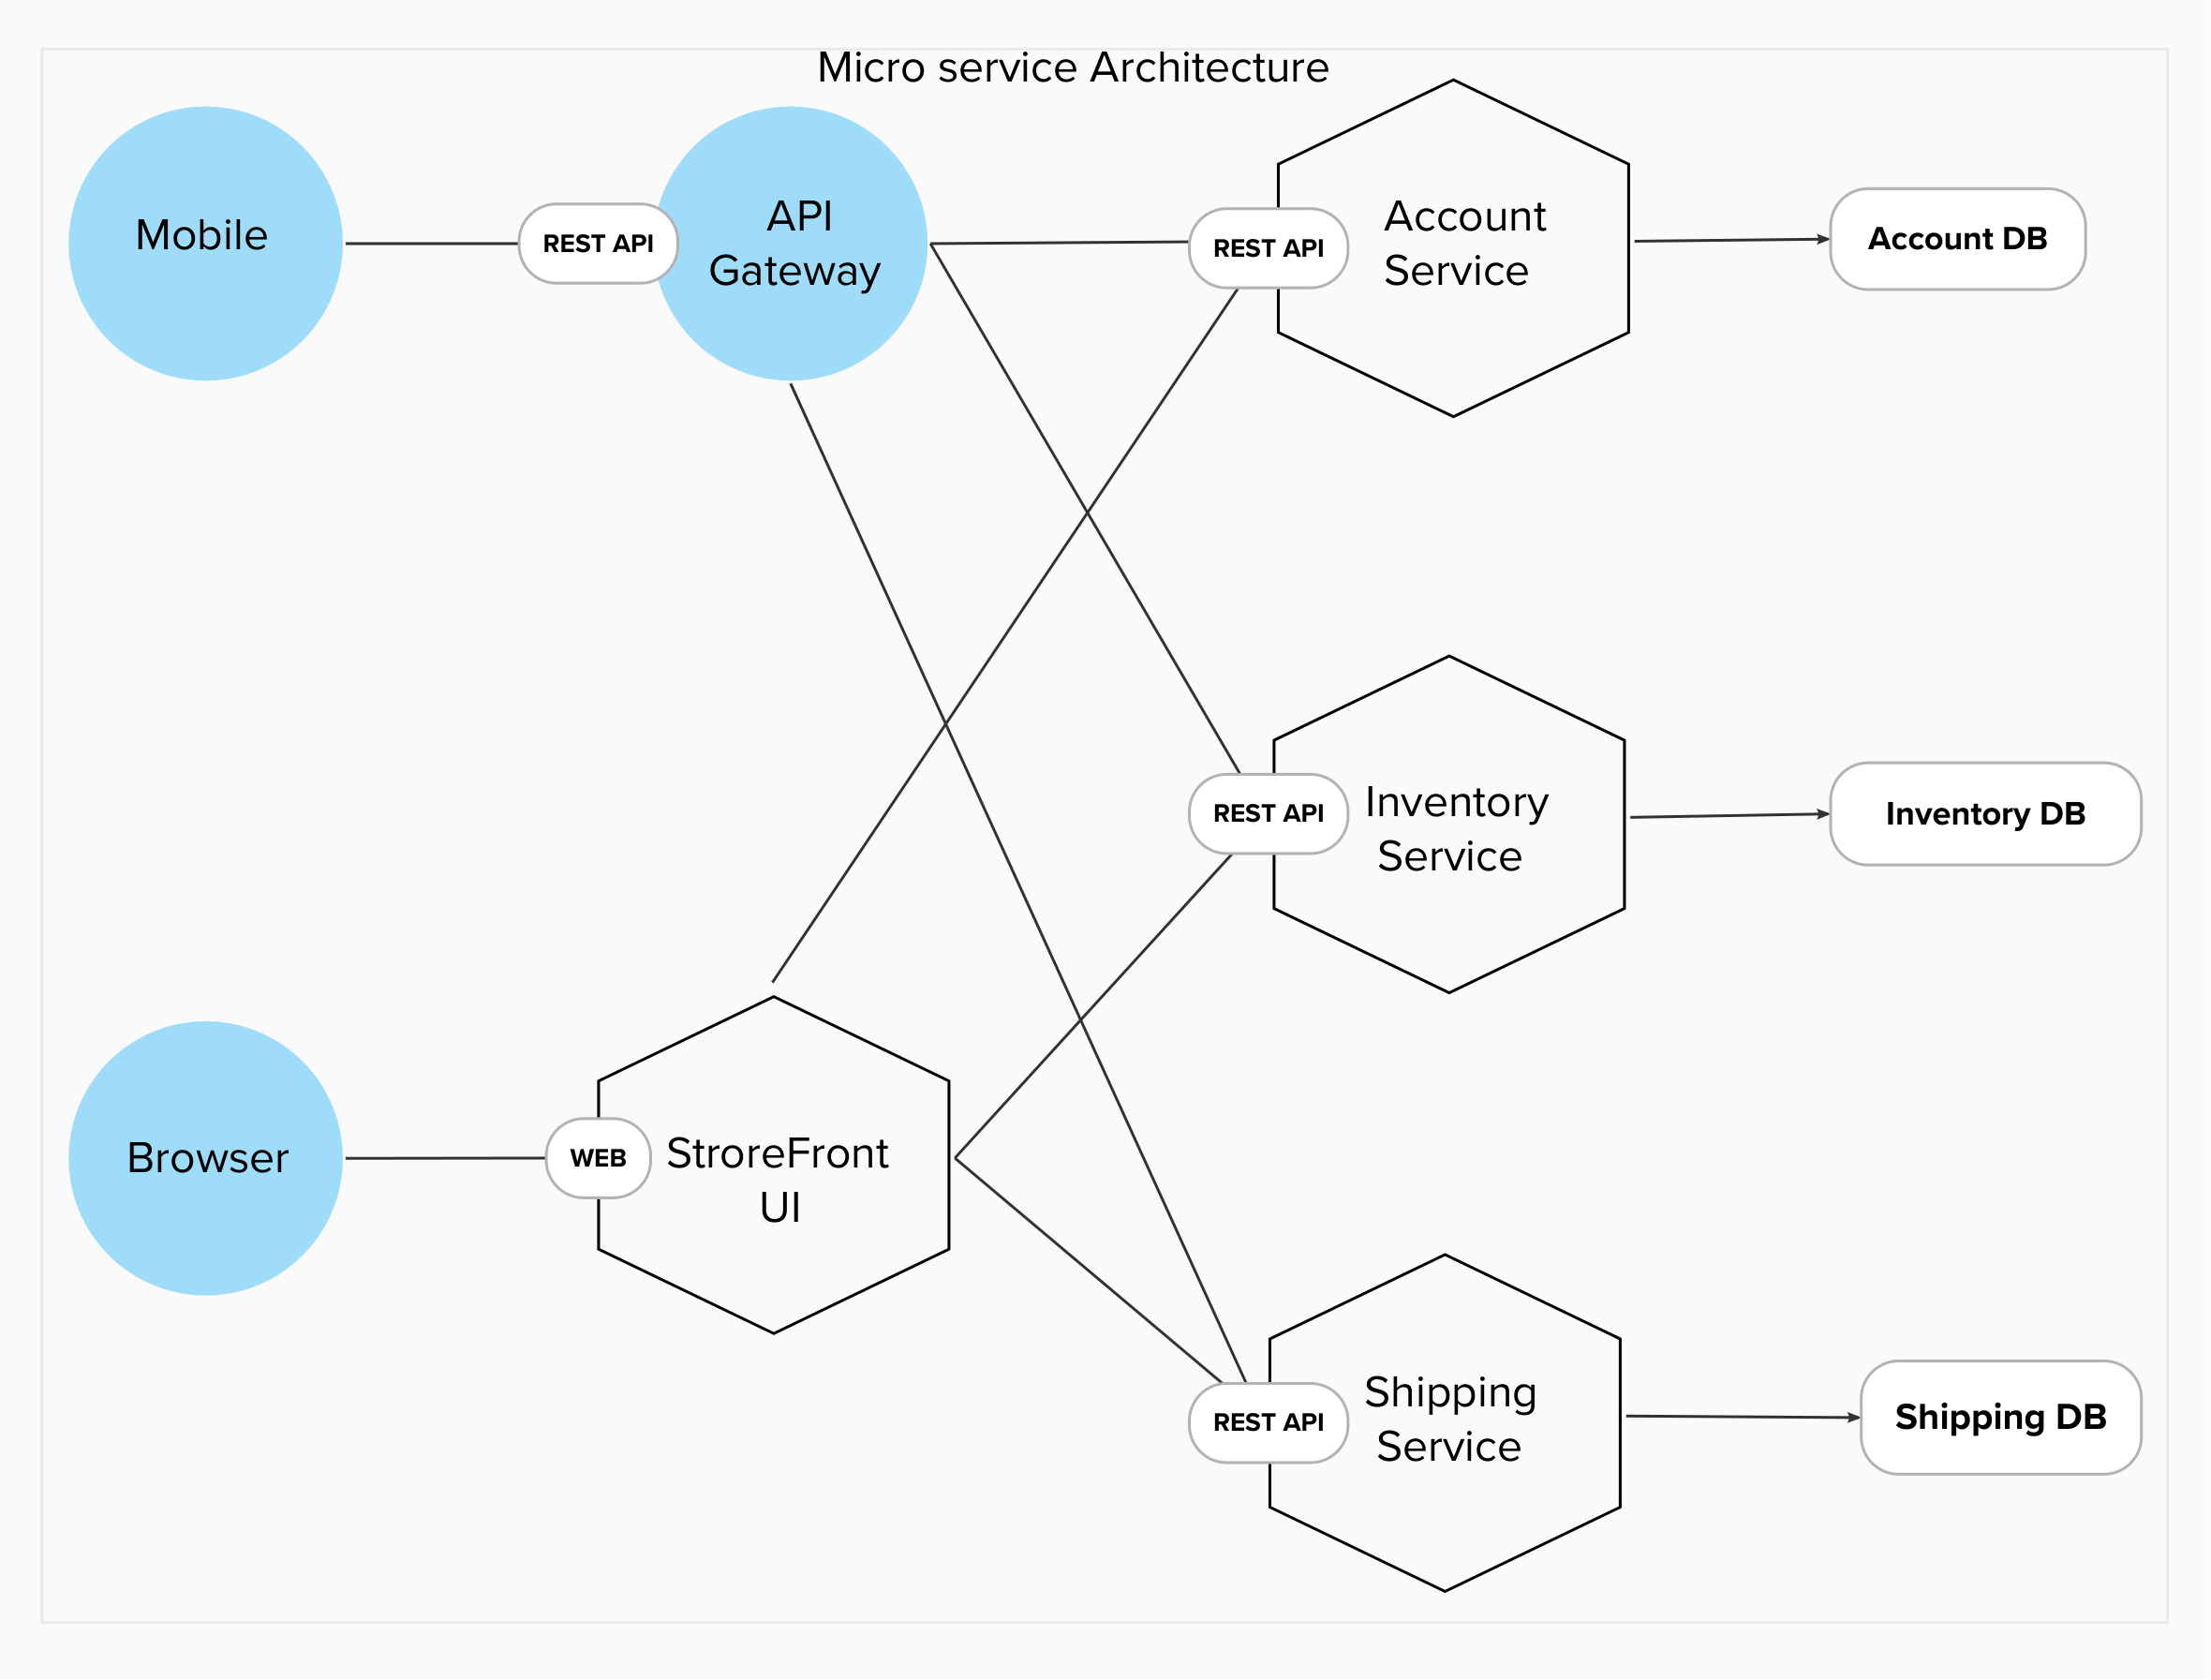 Micro service Architecture
Mobile
REST API
API
Gateway
REST API
Account
Service
Account DB
REST API
Inventory
Service
Inventory DB
Browser
WEB
StroreFront
UI
REST API
Shipping
Service
Shipping DB